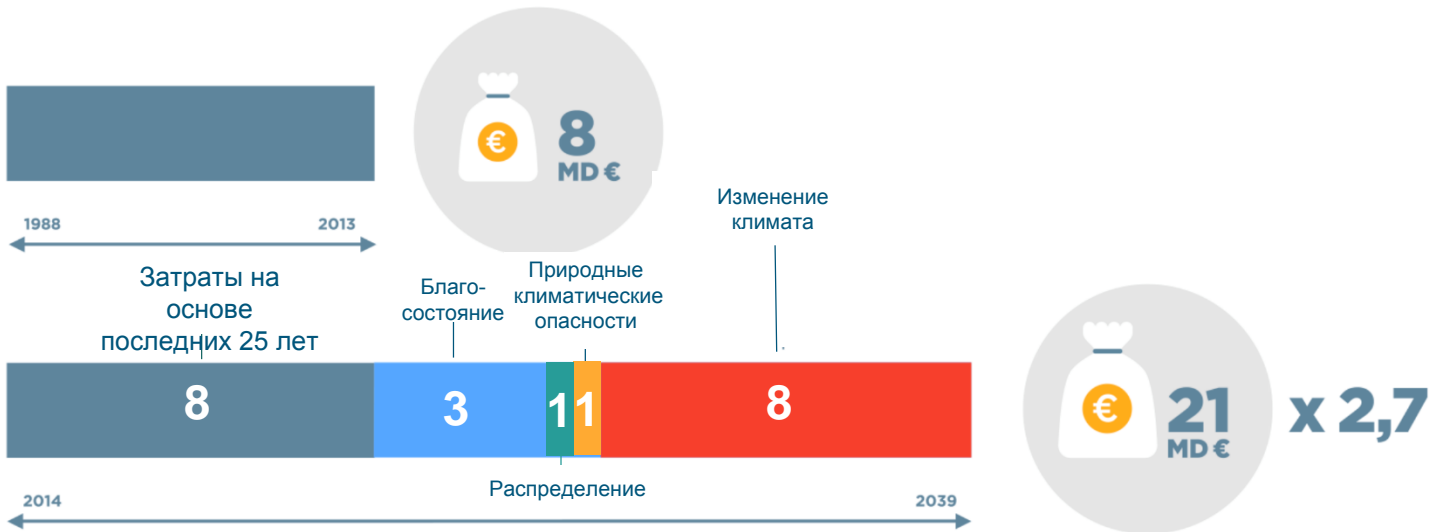 €
8
MD €
1988
2013
Затраты на
основе
последних 25 лет
Благо-
состояние
Природные
климатические
опасности
Изменение
климата
8
3
1
1
8
€
21
MD €
x 2,7
Распределение
2014
2039